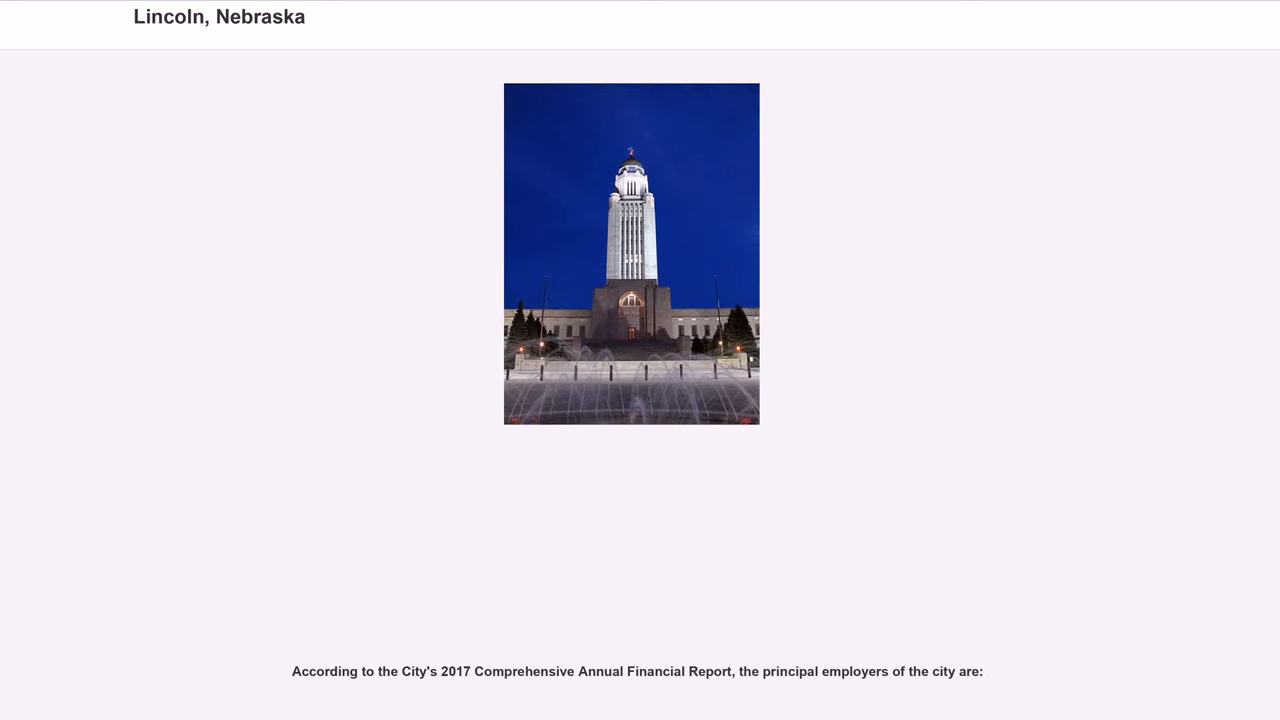 Lincoln, Nebraska
According to the City's 2017 Comprehensive Annual Financial Report, the principal employers of the city are: